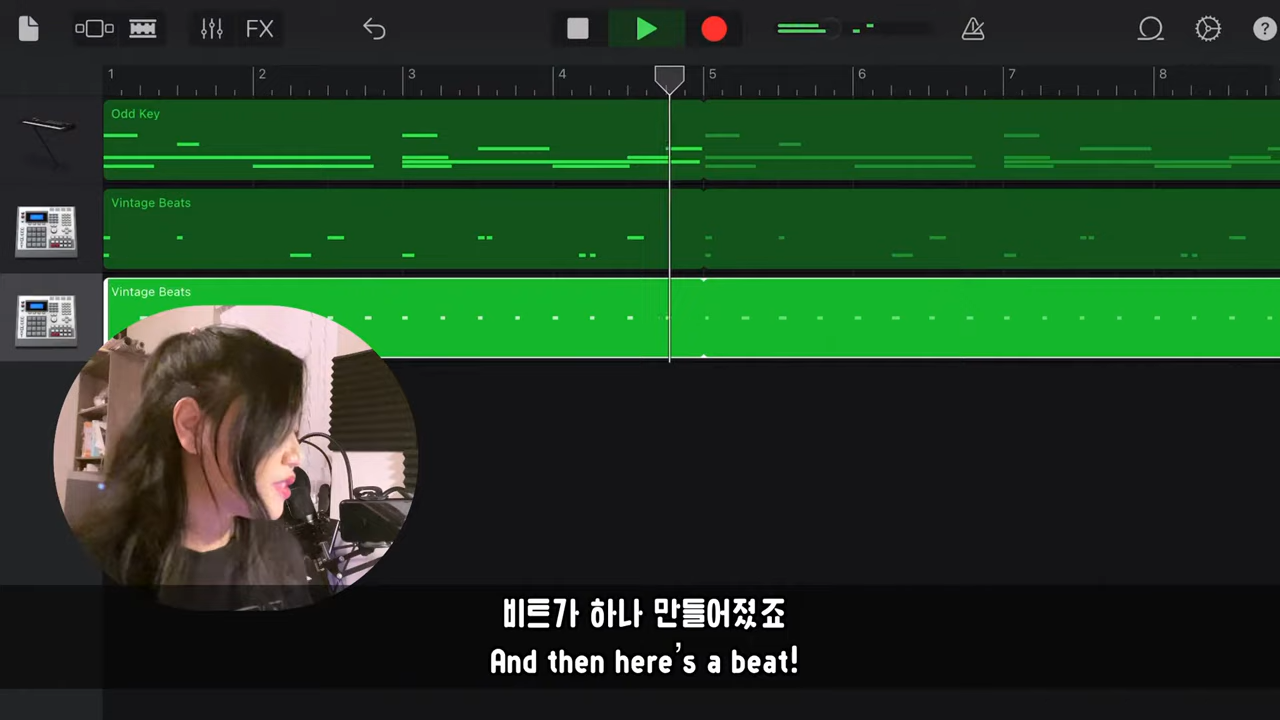 FX
?
1 2 3 4 5 6 7 8
Odd Key
Vintage Beats
Vintage Beats
비트가 하나 만들어졌죠
And then here's a beat!